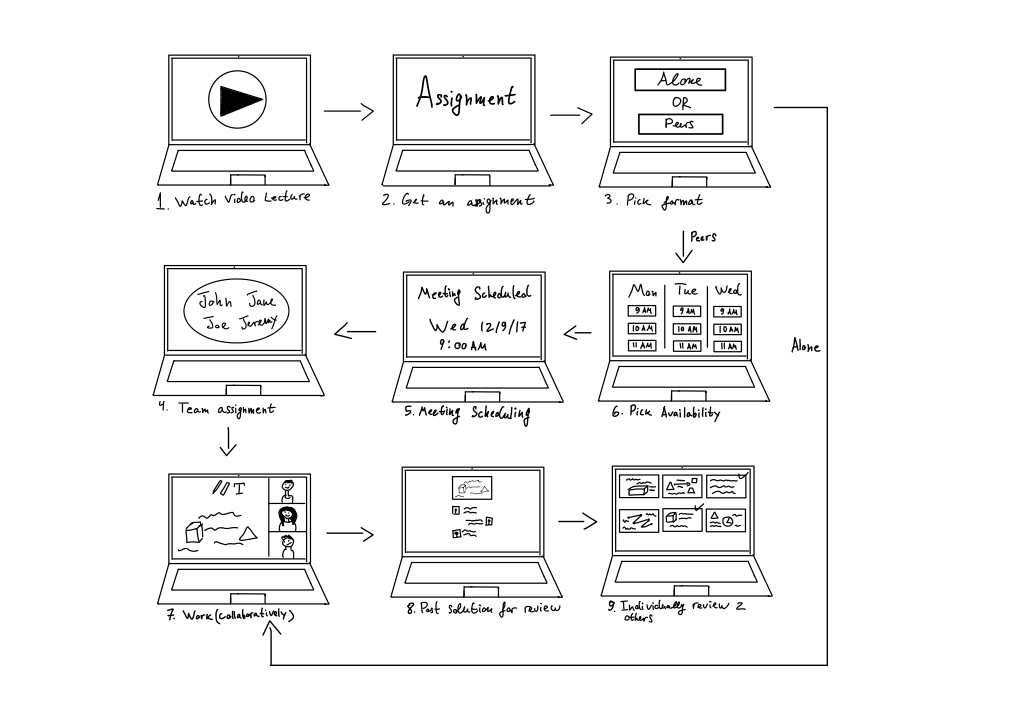 Assignment
Alone
OR
Peers
1. Watch Video Lecture
2. Get an assignment
3. Pick format
Peers
John Jane
Joe Jeremy
Meeting Scheduled
Wed 12/9/17
9:00 AM
Mon Tue Wed
9 AM 9 AM 9 AM
10 AM 10 AM 10 AM
11 AM 11 AM 11 AM
Alone
4. Team assignment
5. Meeting Scheduling
6. Pick Availability
T
7. Work (collaboratively)
8. Post solution for review
9. Individually review 2
others